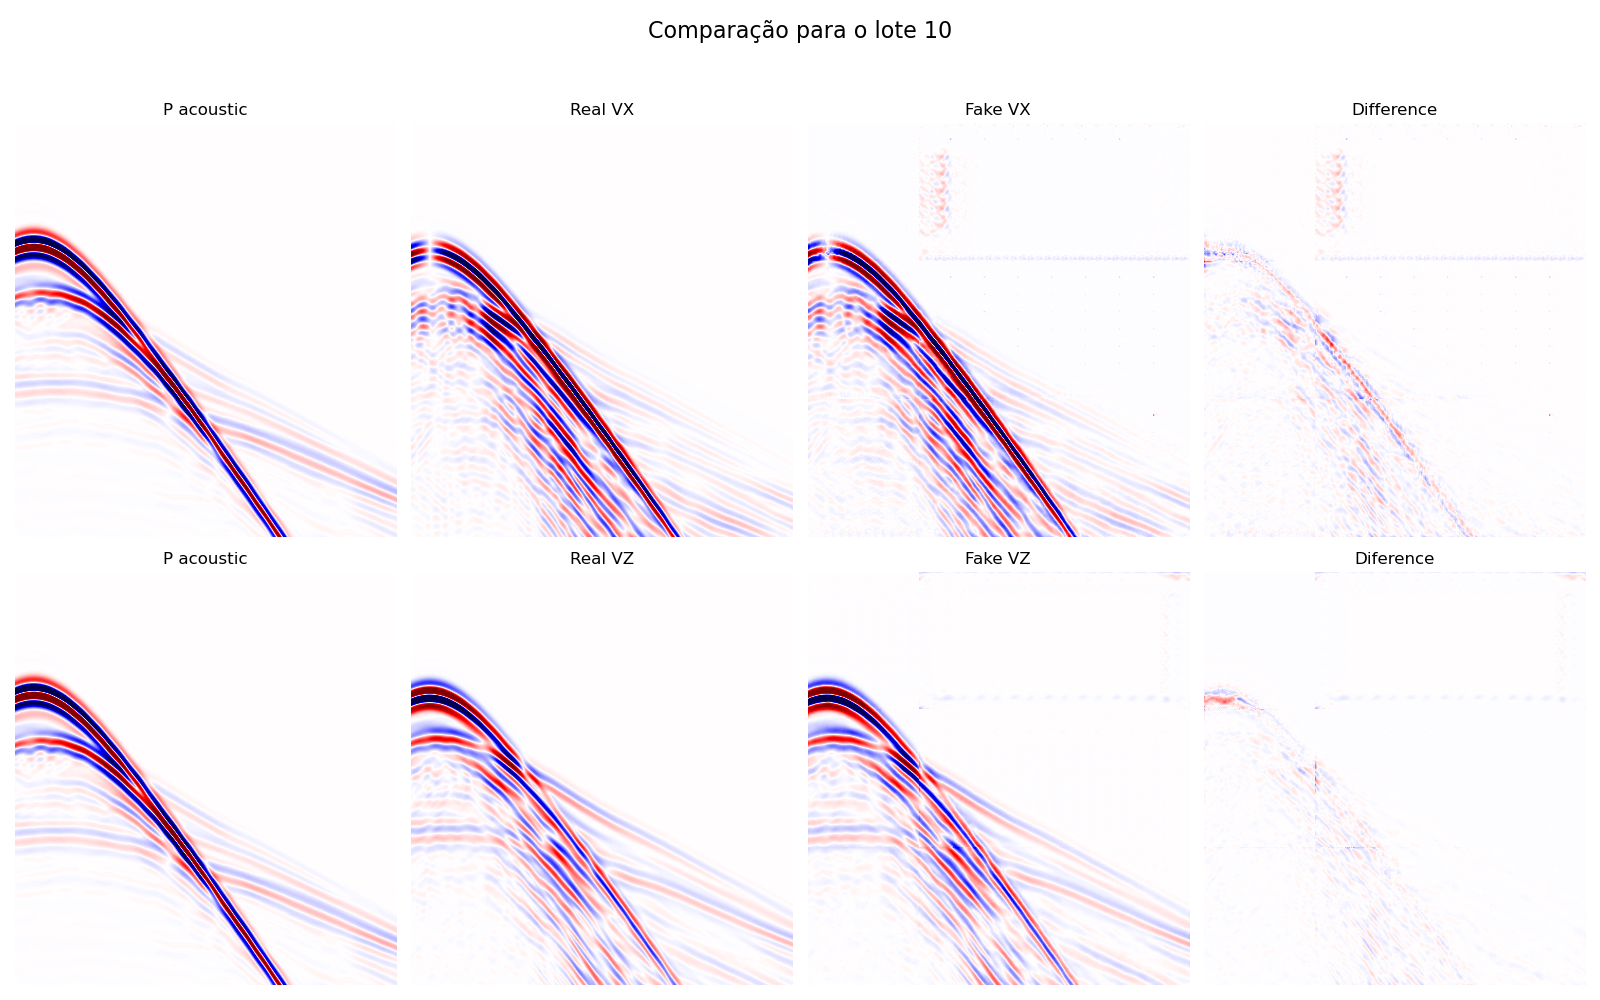 Comparação para o lote 10
P acoustic
Real VX
Fake VX
Difference
P acoustic
Real VZ
Fake VZ
Diference